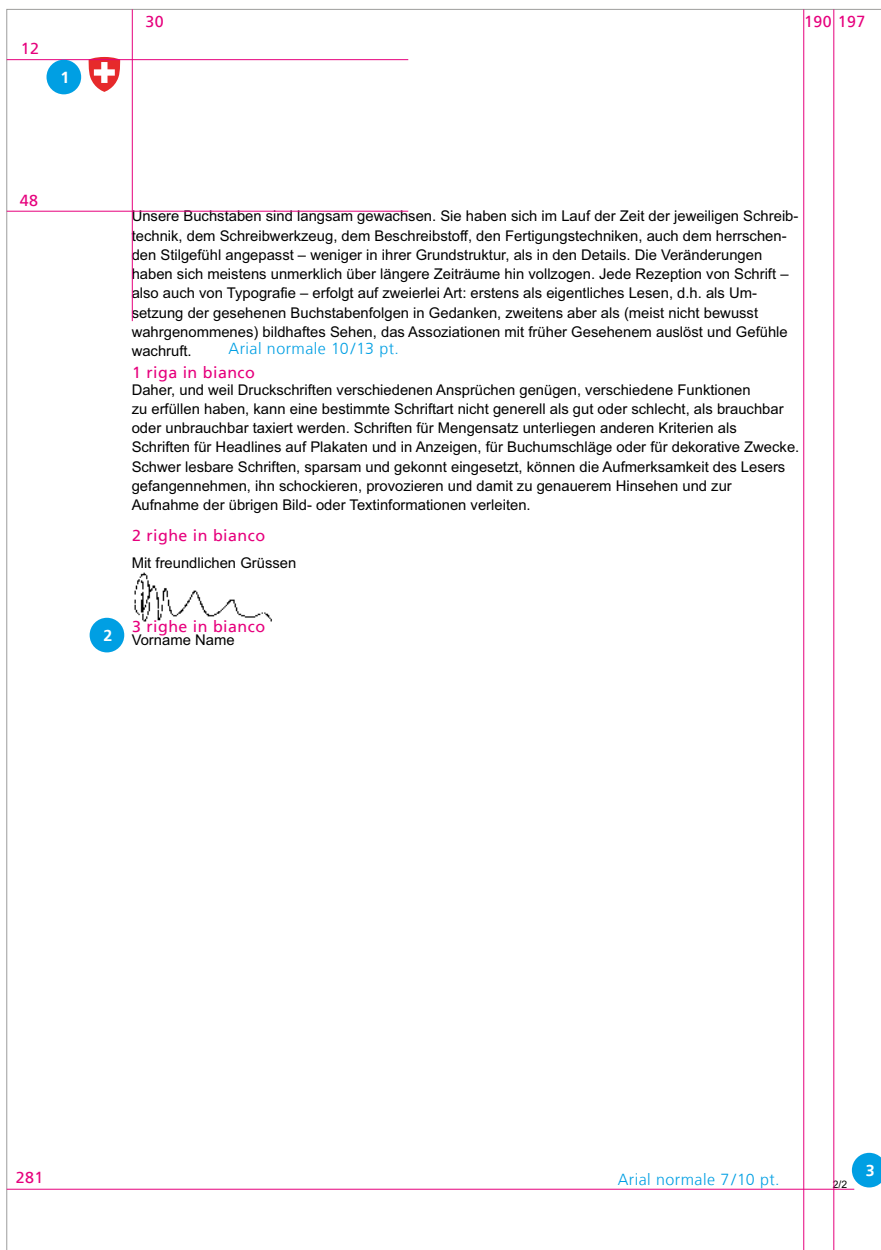 30
190 197
12
1
48
Unsere Buchstaben sind langsam gewachsen. Sie haben sich im Lauf der Zeit der jeweiligen Schreib-
technik, dem Schreibwerkzeug, dem Beschreibstoff, den Fertigungstechniken, auch dem herrschen-
den Stilgefühl angepasst – weniger in ihrer Grundstruktur, als in den Details. Die Veränderungen
haben sich meistens unmerklich über längere Zeiträume hin vollzogen. Jede Rezeption von Schrift –
also auch von Typografie – erfolgt auf zweierlei Art: erstens als eigentliches Lesen, d.h. als Um-
setzung der gesehenen Buchstabenfolgen in Gedanken, zweitens aber als (meist nicht bewusst
wahrgenommenes) bildhaftes Sehen, das Assoziationen mit früher Gesehenem auslöst und Gefühle
wachruft. Arial normale 10/13 pt.
1 riga in bianco
Daher, und weil Druckschriften verschiedenen Ansprüchen genügen, verschiedene Funktionen
zu erfüllen haben, kann eine bestimmte Schriftart nicht generell als gut oder schlecht, als brauchbar
oder unbrauchbar taxiert werden. Schriften für Mengensatz unterliegen anderen Kriterien als
Schriften für Headlines auf Plakaten und in Anzeigen, für Buchumschläge oder für dekorative Zwecke.
Schwer lesbare Schriften, sparsam und gekonnt eingesetzt, können die Aufmerksamkeit des Lesers
gefangennehmen, ihn schockieren, provozieren und damit zu genauerem Hinsehen und zur
Aufnahme der übrigen Bild- oder Textinformationen verleiten.
2 righe in bianco
Mit freundlichen Grüssen
3 righe in bianco
2
Vorname Name
281
Arial normale 7/10 pt.
2/2
3